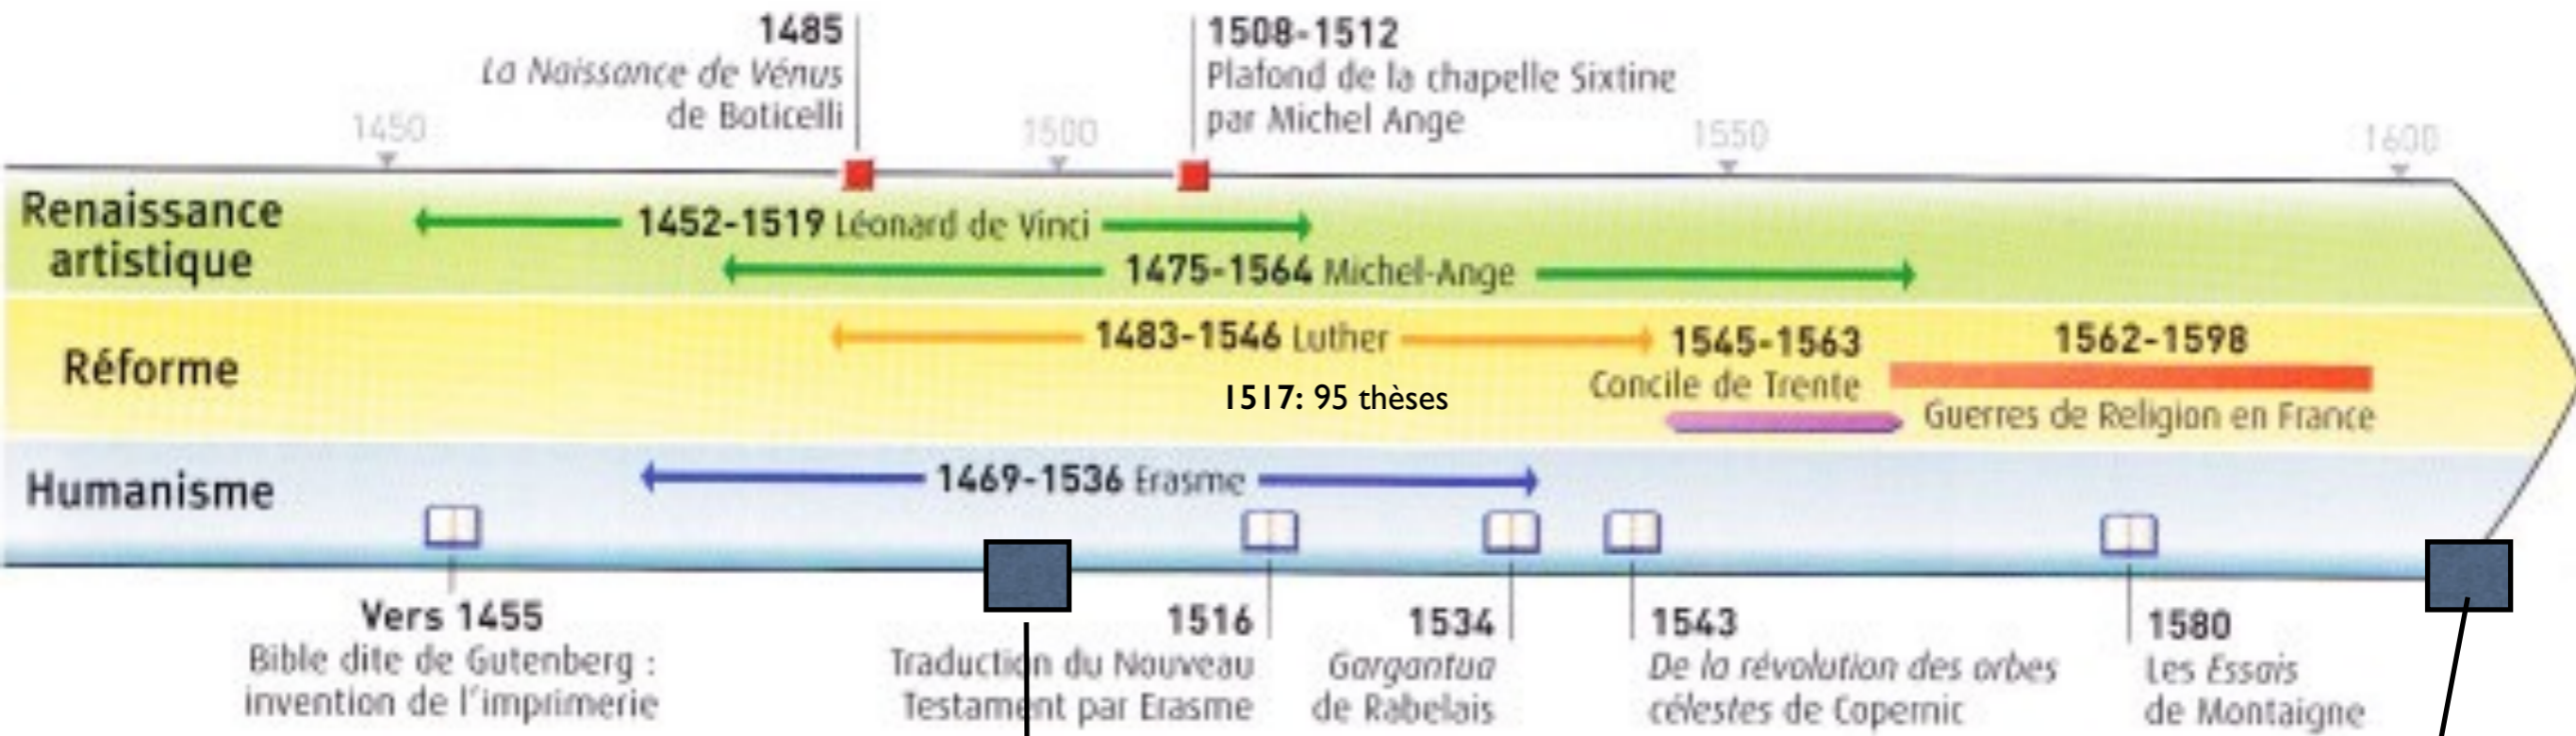 1485
La Naissance de Vénus
de Boticelli
1508-1512
Plafond de la chapelle Sixtine
par Michel Ange
1450
1500
1550
1600
Renaissance
artistique
1452-1519 Léonard de Vinci
1475-1564 Michel-Ange
Réforme
1483-1546 Luther
1517: 95 thèses
1545-1563
Concile de Trente
1562-1598
Guerres de Religion en France
Humanisme
1469-1536 Erasme
Vers 1455
Bible dite de Gutenberg :
invention de l'imprimerie
1516
Traduction du Nouveau
Testament par Erasme
1534
Gargantua
de Rabelais
1543
De la révolution des orbes
célestes de Copernic
1580
Les Essais
de Montaigne